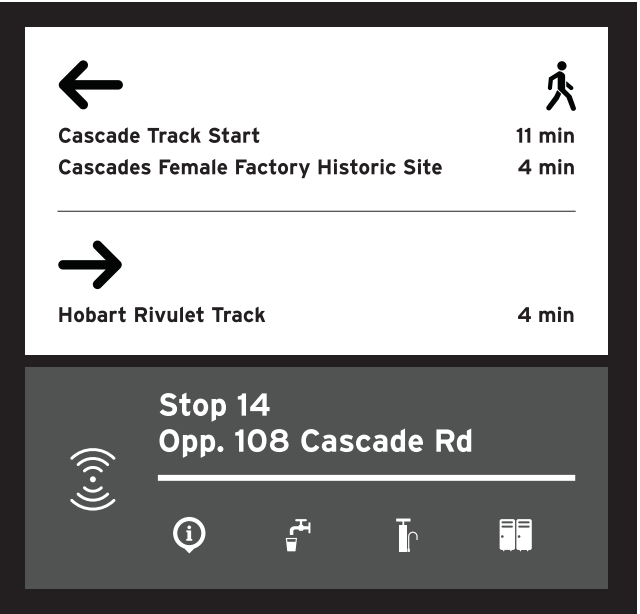 Cascade Track Start 11 min
Cascades Female Factory Historic Site 4 min
Hobart Rivulet Track 4 min
Stop 14
Opp. 108 Cascade Rd
i